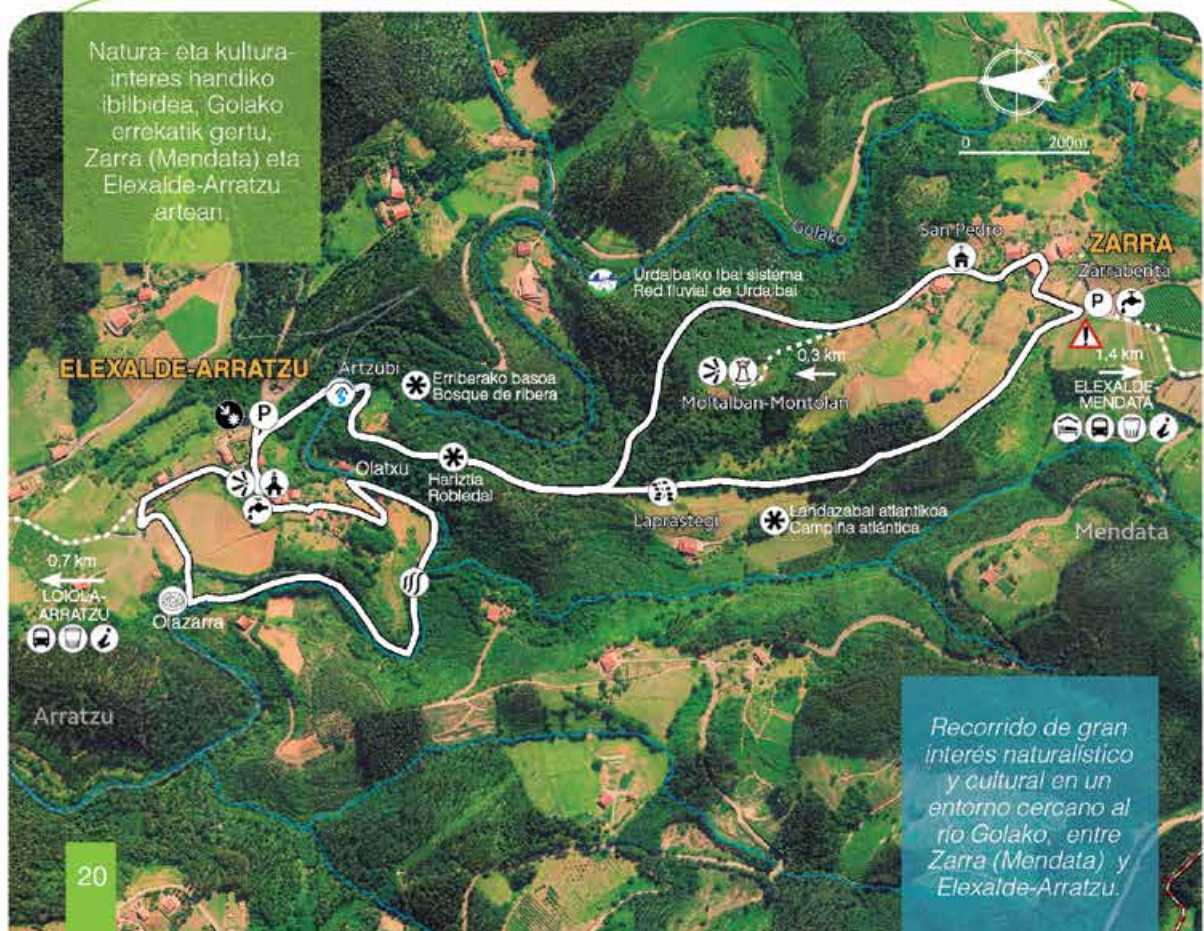 Natura- eta kultura-
interes handiko
ibilbidea, Golako
errekatik gertu,
Zarra (Mendata) eta
Elexalde-Arratzu
artean.
0 200m
Golako
San Pedro
ZARRA
Zarrabenta
P
Urdaibaiko Ibai sistema
Red fluvial de Urdaibai
0,3 km
Moltalban-Montolan
1,4 km
ELEXALDE-
MENDATA
i
ELEXALDE-ARRATZU
Artzubi
P
Erriberako basoa
Bosque de ribera
Olatxu
Hariztia
Robledal
Laprastegi
Landazabal atlantikoa
Campiña atlántica
Mendata
0,7 km
LOIOLA-
ARRATZU
i
Olazarra
Arratzu
Recorrido de gran
interés naturalístico
y cultural en un
entorno cercano al
río Golako, entre
Zarra (Mendata) y
Elexalde-Arratzu.
20